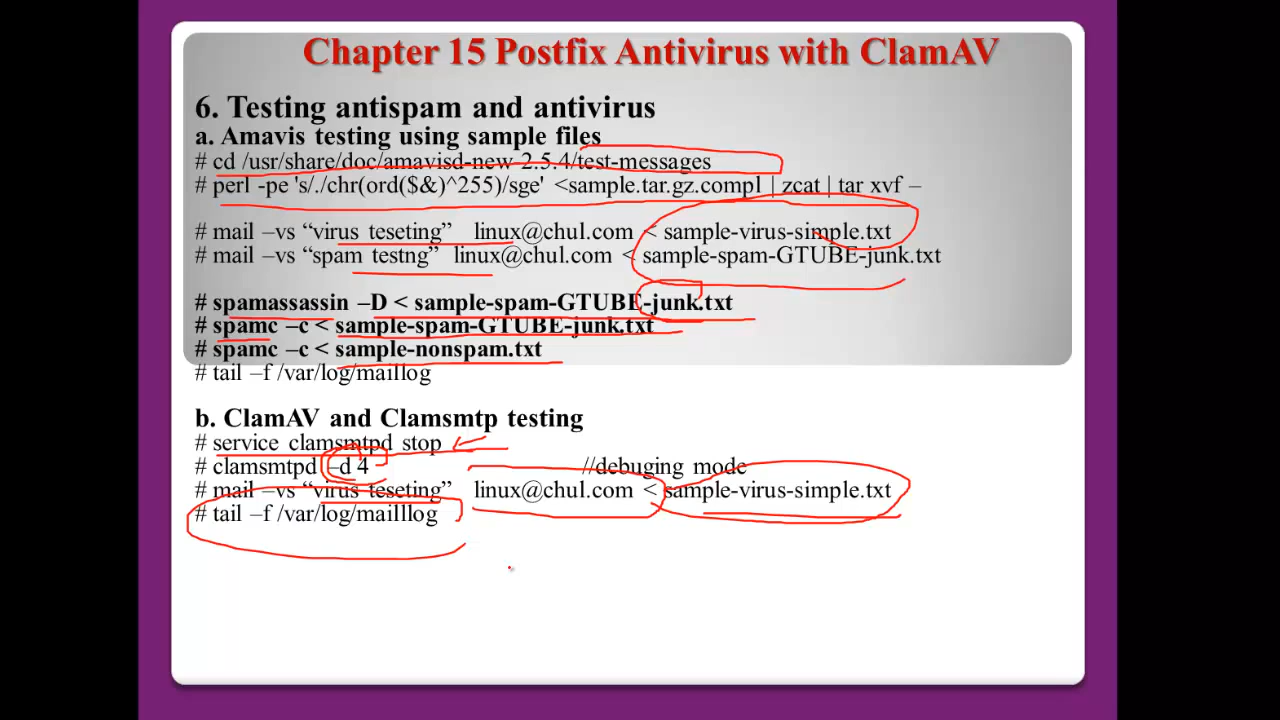 Chapter 15 Postfix Antivirus with ClamAV
6. Testing antispam and antivirus
a. Amavis testing using sample files
# cd /usr/share/doc/amavisd-new-2.5.4/test-messages
# perl -pe 's/./chr(ord($&)^255)/sge' <sample.tar.gz.compl | zcat | tar xvf –
# mail –vs “virus teseting” linux@chul.com < sample-virus-simple.txt
# mail –vs “spam testng” linux@chul.com < sample-spam-GTUBE-junk.txt
# spamassassin –D < sample-spam-GTUBE-junk.txt
# spamc –c < sample-spam-GTUBE-junk.txt
# spamc –c < sample-nonspam.txt
# tail –f /var/log/maillog
b. ClamAV and Clamsmtp testing
# service clamsmtpd stop
# clamsmtpd –d 4 //debuging mode
# mail –vs “virus teseting” linux@chul.com < sample-virus-simple.txt
# tail –f /var/log/mailllog